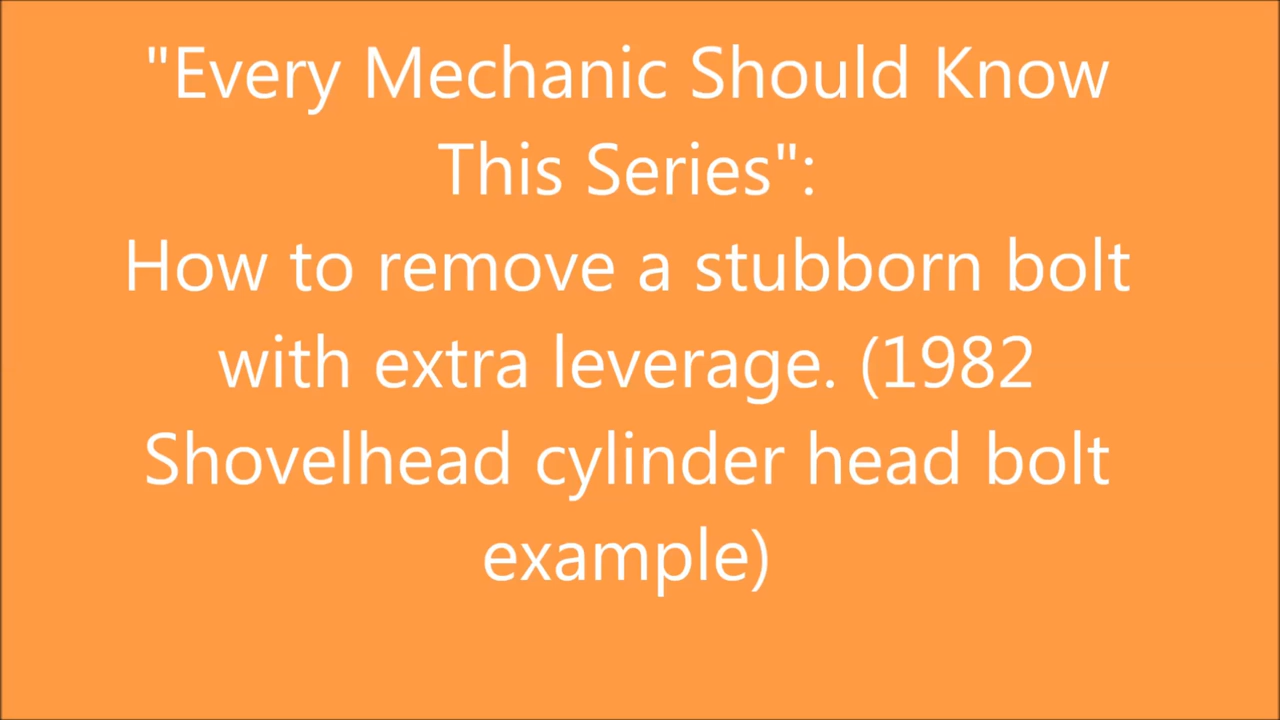 "Every Mechanic Should Know
This Series":
How to remove a stubborn bolt
with extra leverage. (1982
Shovelhead cylinder head bolt
example)